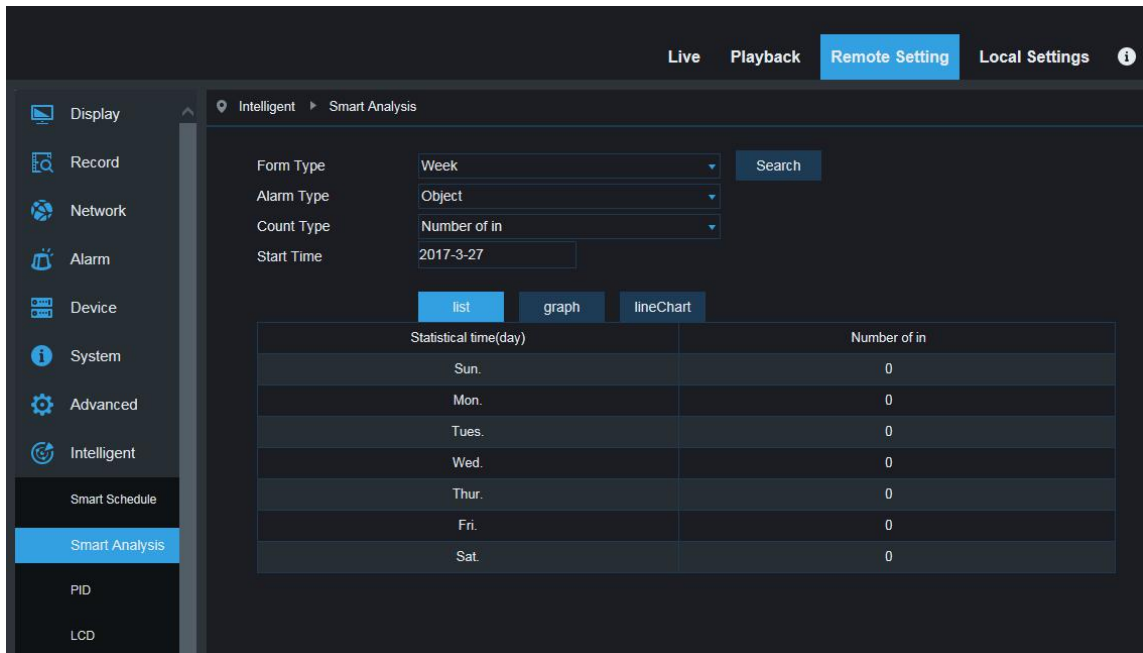 Live Playback Remote Setting Local Settings
Display
Record
Network
Alarm
Device
System
Advanced
Intelligent
Smart Schedule
Smart Analysis
PID
LCD
Intelligent Smart Analysis
Form Type Week Search
Alarm Type Object
Count Type Number of in
Start Time 2017-3-27
list graph lineChart
Statistical time(day) Number of in
Sun. 0
Mon. 0
Tues. 0
Wed. 0
Thur. 0
Fri. 0
Sat. 0